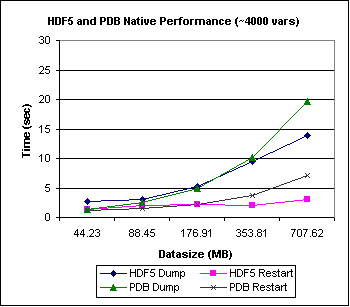 HDF5 and PDB Native Performance (~4000 vars)
Time (sec)
30
25
20
15
10
5
0
44.23 88.45 176.91 353.81 707.62
Datasize (MB)
HDF5 Dump HDF5 Restart
PDB Dump PDB Restart